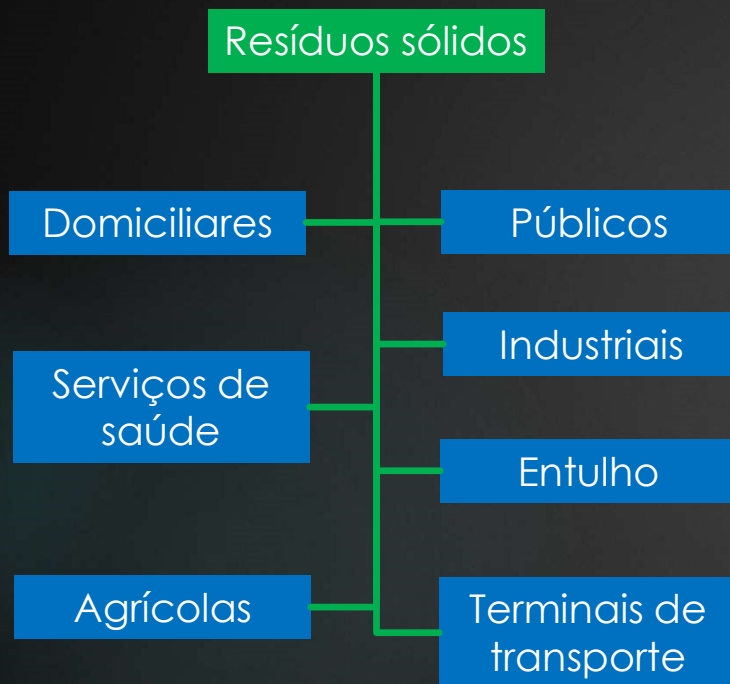 Resíduos sólidos
Domiciliares
Públicos
Industriais
Serviços de
saúde
Entulho
Agrícolas
Terminais de
transporte